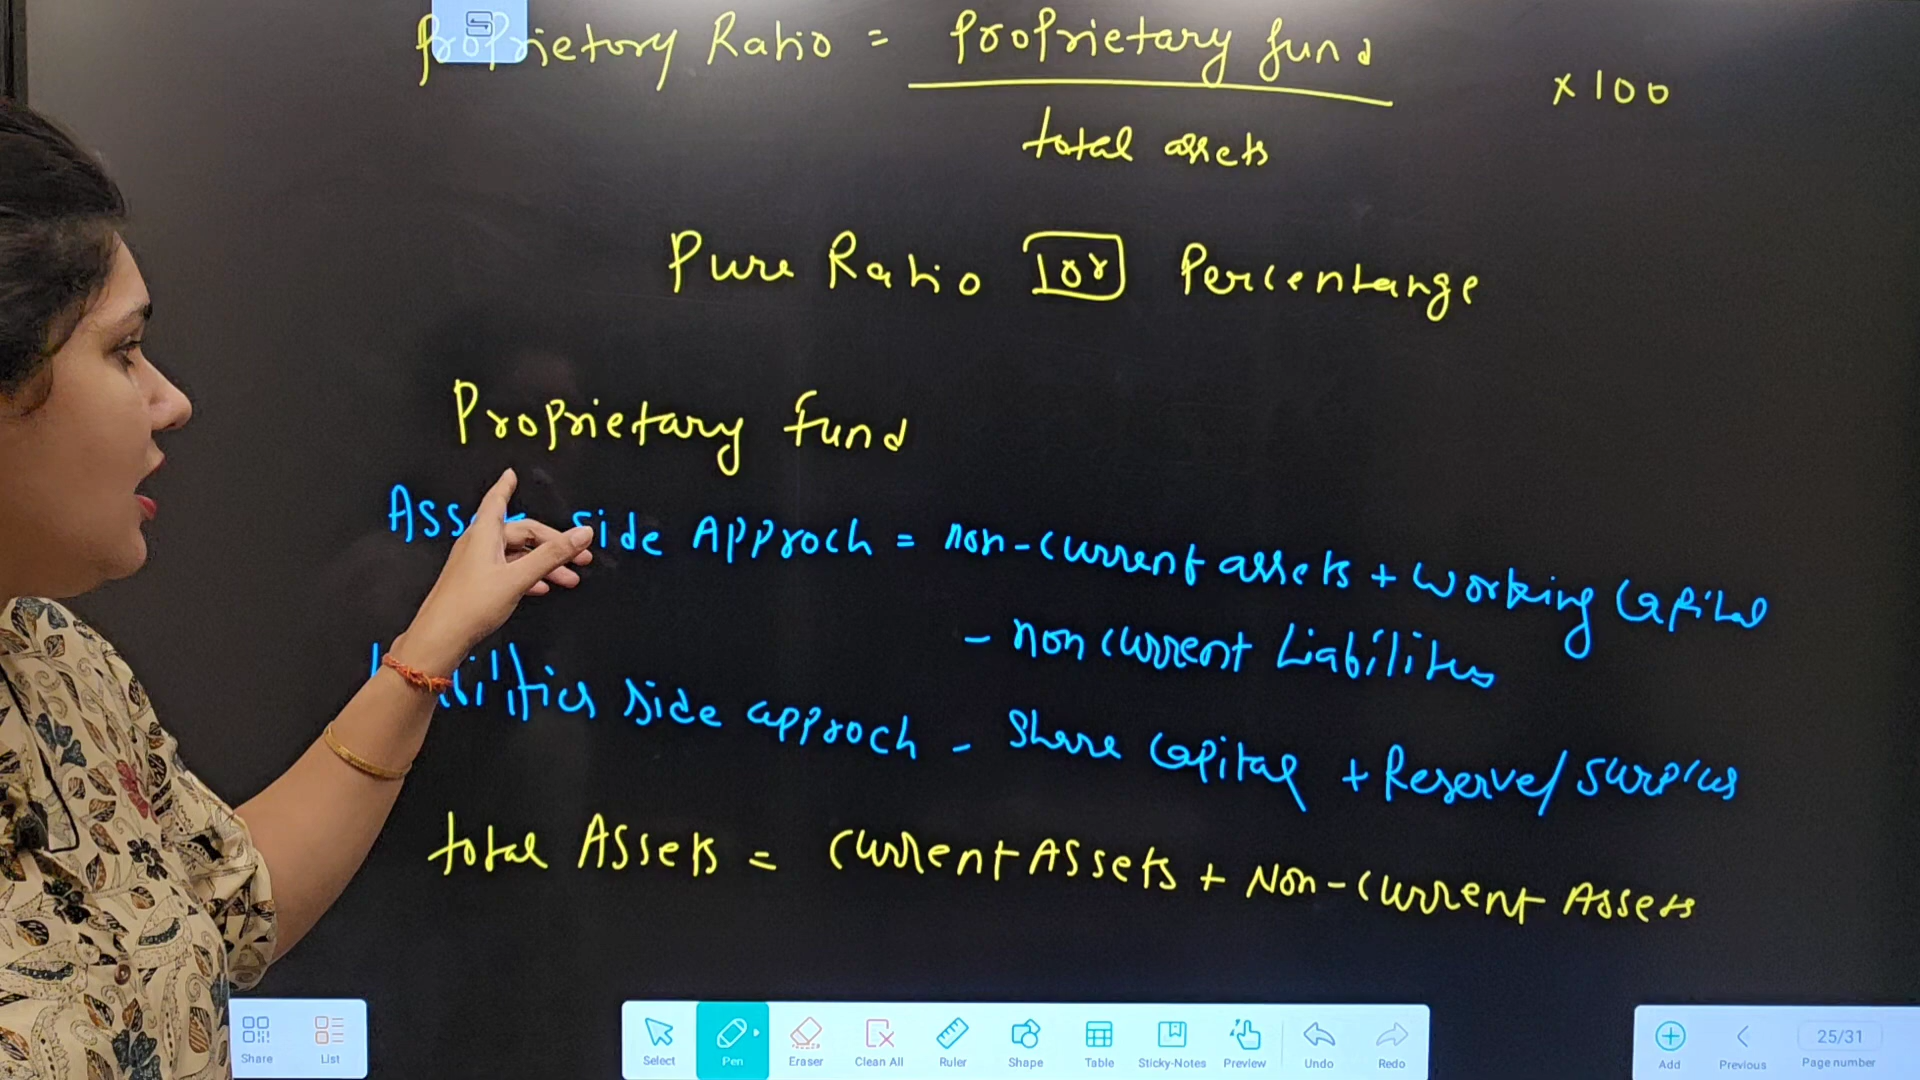 Proprietory Ratio = Proprietary fund × 100
total assets
Pure Ratio or Percentange
Proprietary fund
side Approch = non-current assets + working Capital
- non current Liabilities
side approch - Share Capital + Reserve/Surplus
total Assets = Current Assets + Non-current Assets
Share List Select Pen Eraser Clean All Ruler Shape Table Sticky-Notes Preview Undo Redo Add Previous 25/31 Page number